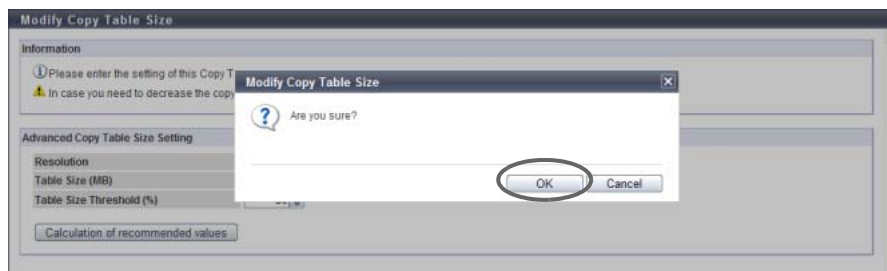 Modify Copy Table Size
Information
Please enter the setting of this Copy T
In case you need to decrease the copy
Modify Copy Table Size
Are you sure?
OK Cancel
Advanced Copy Table Size Setting
Resolution
Table Size (MB)
Table Size Threshold (%)
Calculation of recommended values